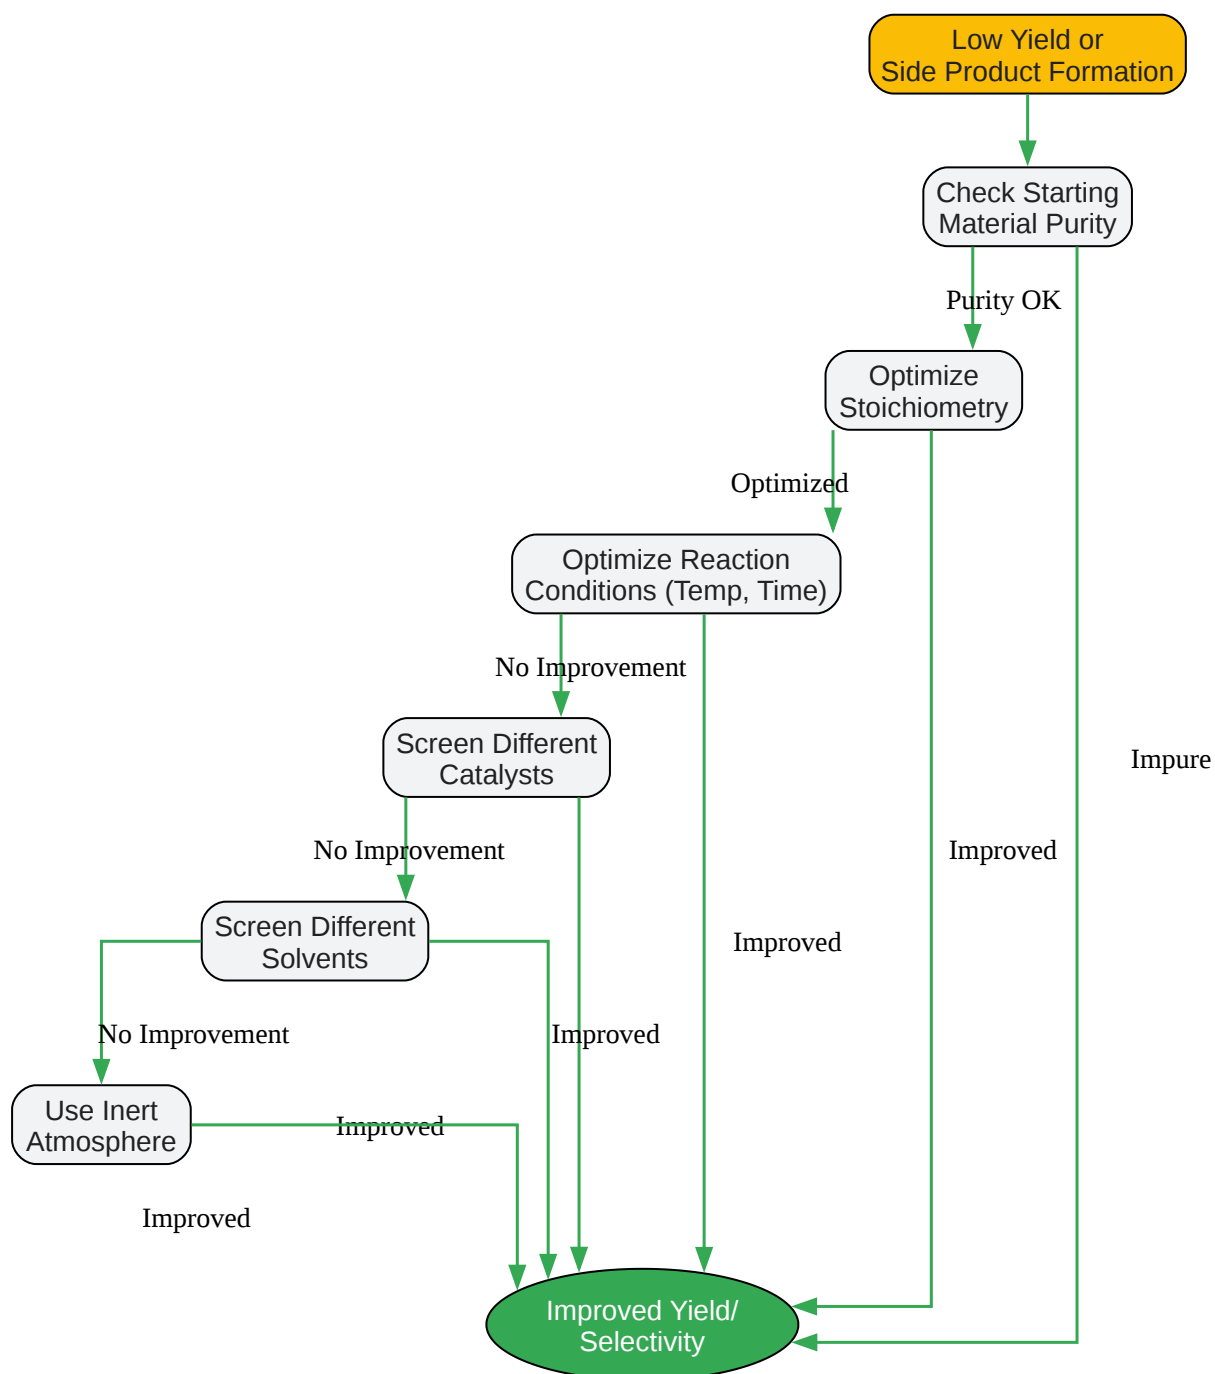 Low Yield or
Side Product Formation
Check Starting
Material Purity
Purity OK
Optimize
Stoichiometry
Optimized
Optimize Reaction
Conditions (Temp, Time)
No Improvement
Screen Different
Catalysts
Impure
No Improvement
Improved
Screen Different
Solvents
Improved
No Improvement
Improved
Use Inert
Atmosphere
Improved
Improved
Improved Yield/
Selectivity